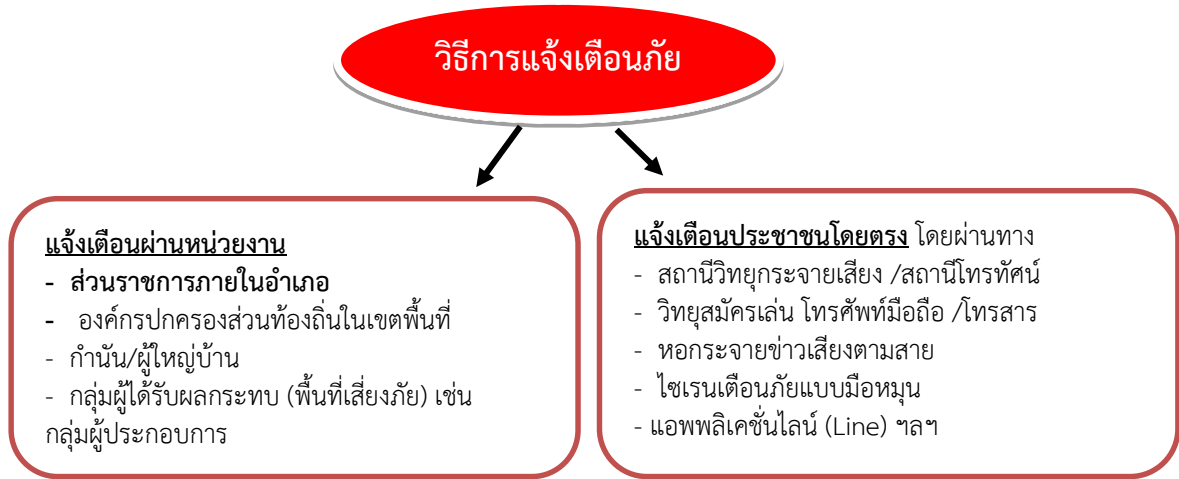 วิธีการแจ้งเตือนภัย
แจ้งเตือนผ่านหน่วยงาน
- ส่วนราชการภายในอำเภอ
- องค์กรปกครองส่วนท้องถิ่นในเขตพื้นที่
- กำนัน/ผู้ใหญ่บ้าน
- กลุ่มผู้ได้รับผลกระทบ (พื้นที่เสี่ยงภัย) เช่น
กลุ่มผู้ประกอบการ
แจ้งเตือนประชาชนโดยตรง โดยผ่านทาง
- สถานีวิทยุกระจายเสียง /สถานีโทรทัศน์
- วิทยุสมัครเล่น โทรศัพท์มือถือ /โทรสาร
- หอกระจายข่าวเสียงตามสาย
- ไซเรนเตือนภัยแบบมือหมุน
- แอพพลิเคชั่นไลน์ (Line) ฯลฯ